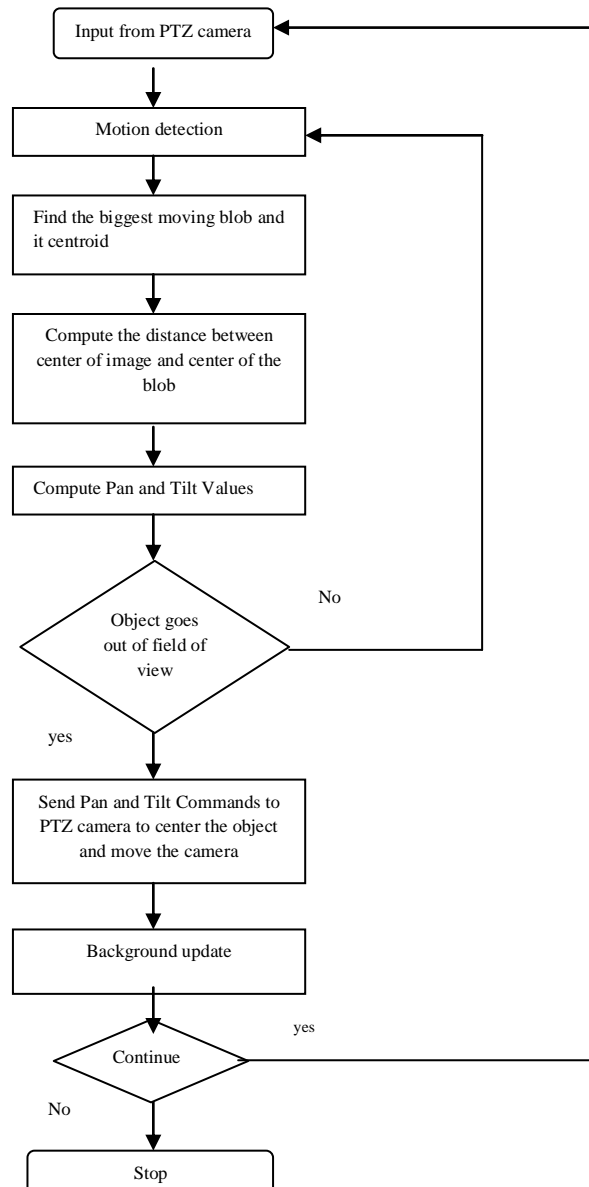 Input from PTZ camera
Motion detection
Find the biggest moving blob and
it centroid
Compute the distance between
center of image and center of the
blob
Compute Pan and Tilt Values
No
Object goes
out of field of
view
yes
Send Pan and Tilt Commands to
PTZ camera to center the object
and move the camera
Background update
yes
Continue
No
Stop